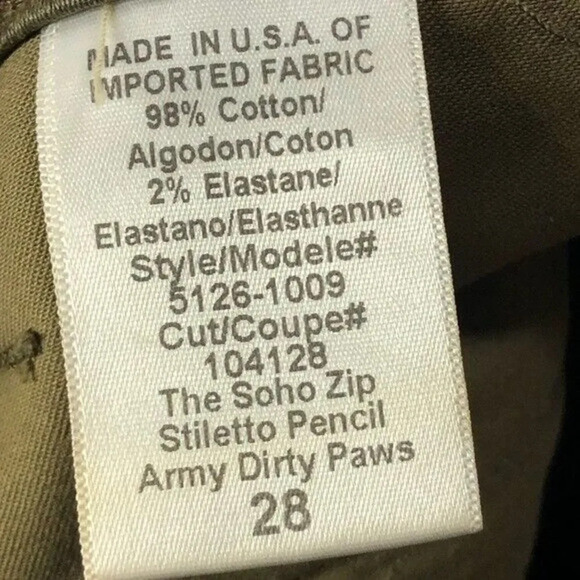 MADE IN U.S.A. OF
IMPORTED FABRIC
98% Cotton/
Algodon/Coton
2% Elastane/
Elastano/Elasthanne
Style/Modele#
5126-1009
Cut/Coupe#
104128
The Soho Zip
Stiletto Pencil
Army Dirty Paws
28